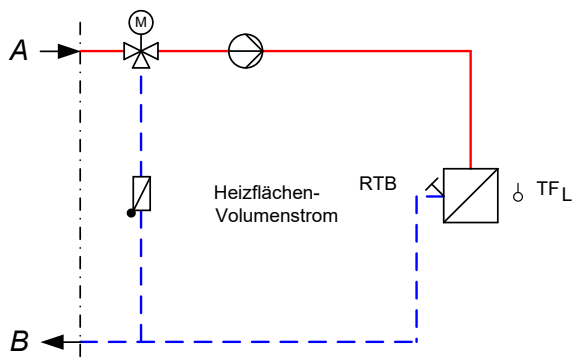 M
A
RTB
TF L
Heizflächen-
Volumenstrom
B